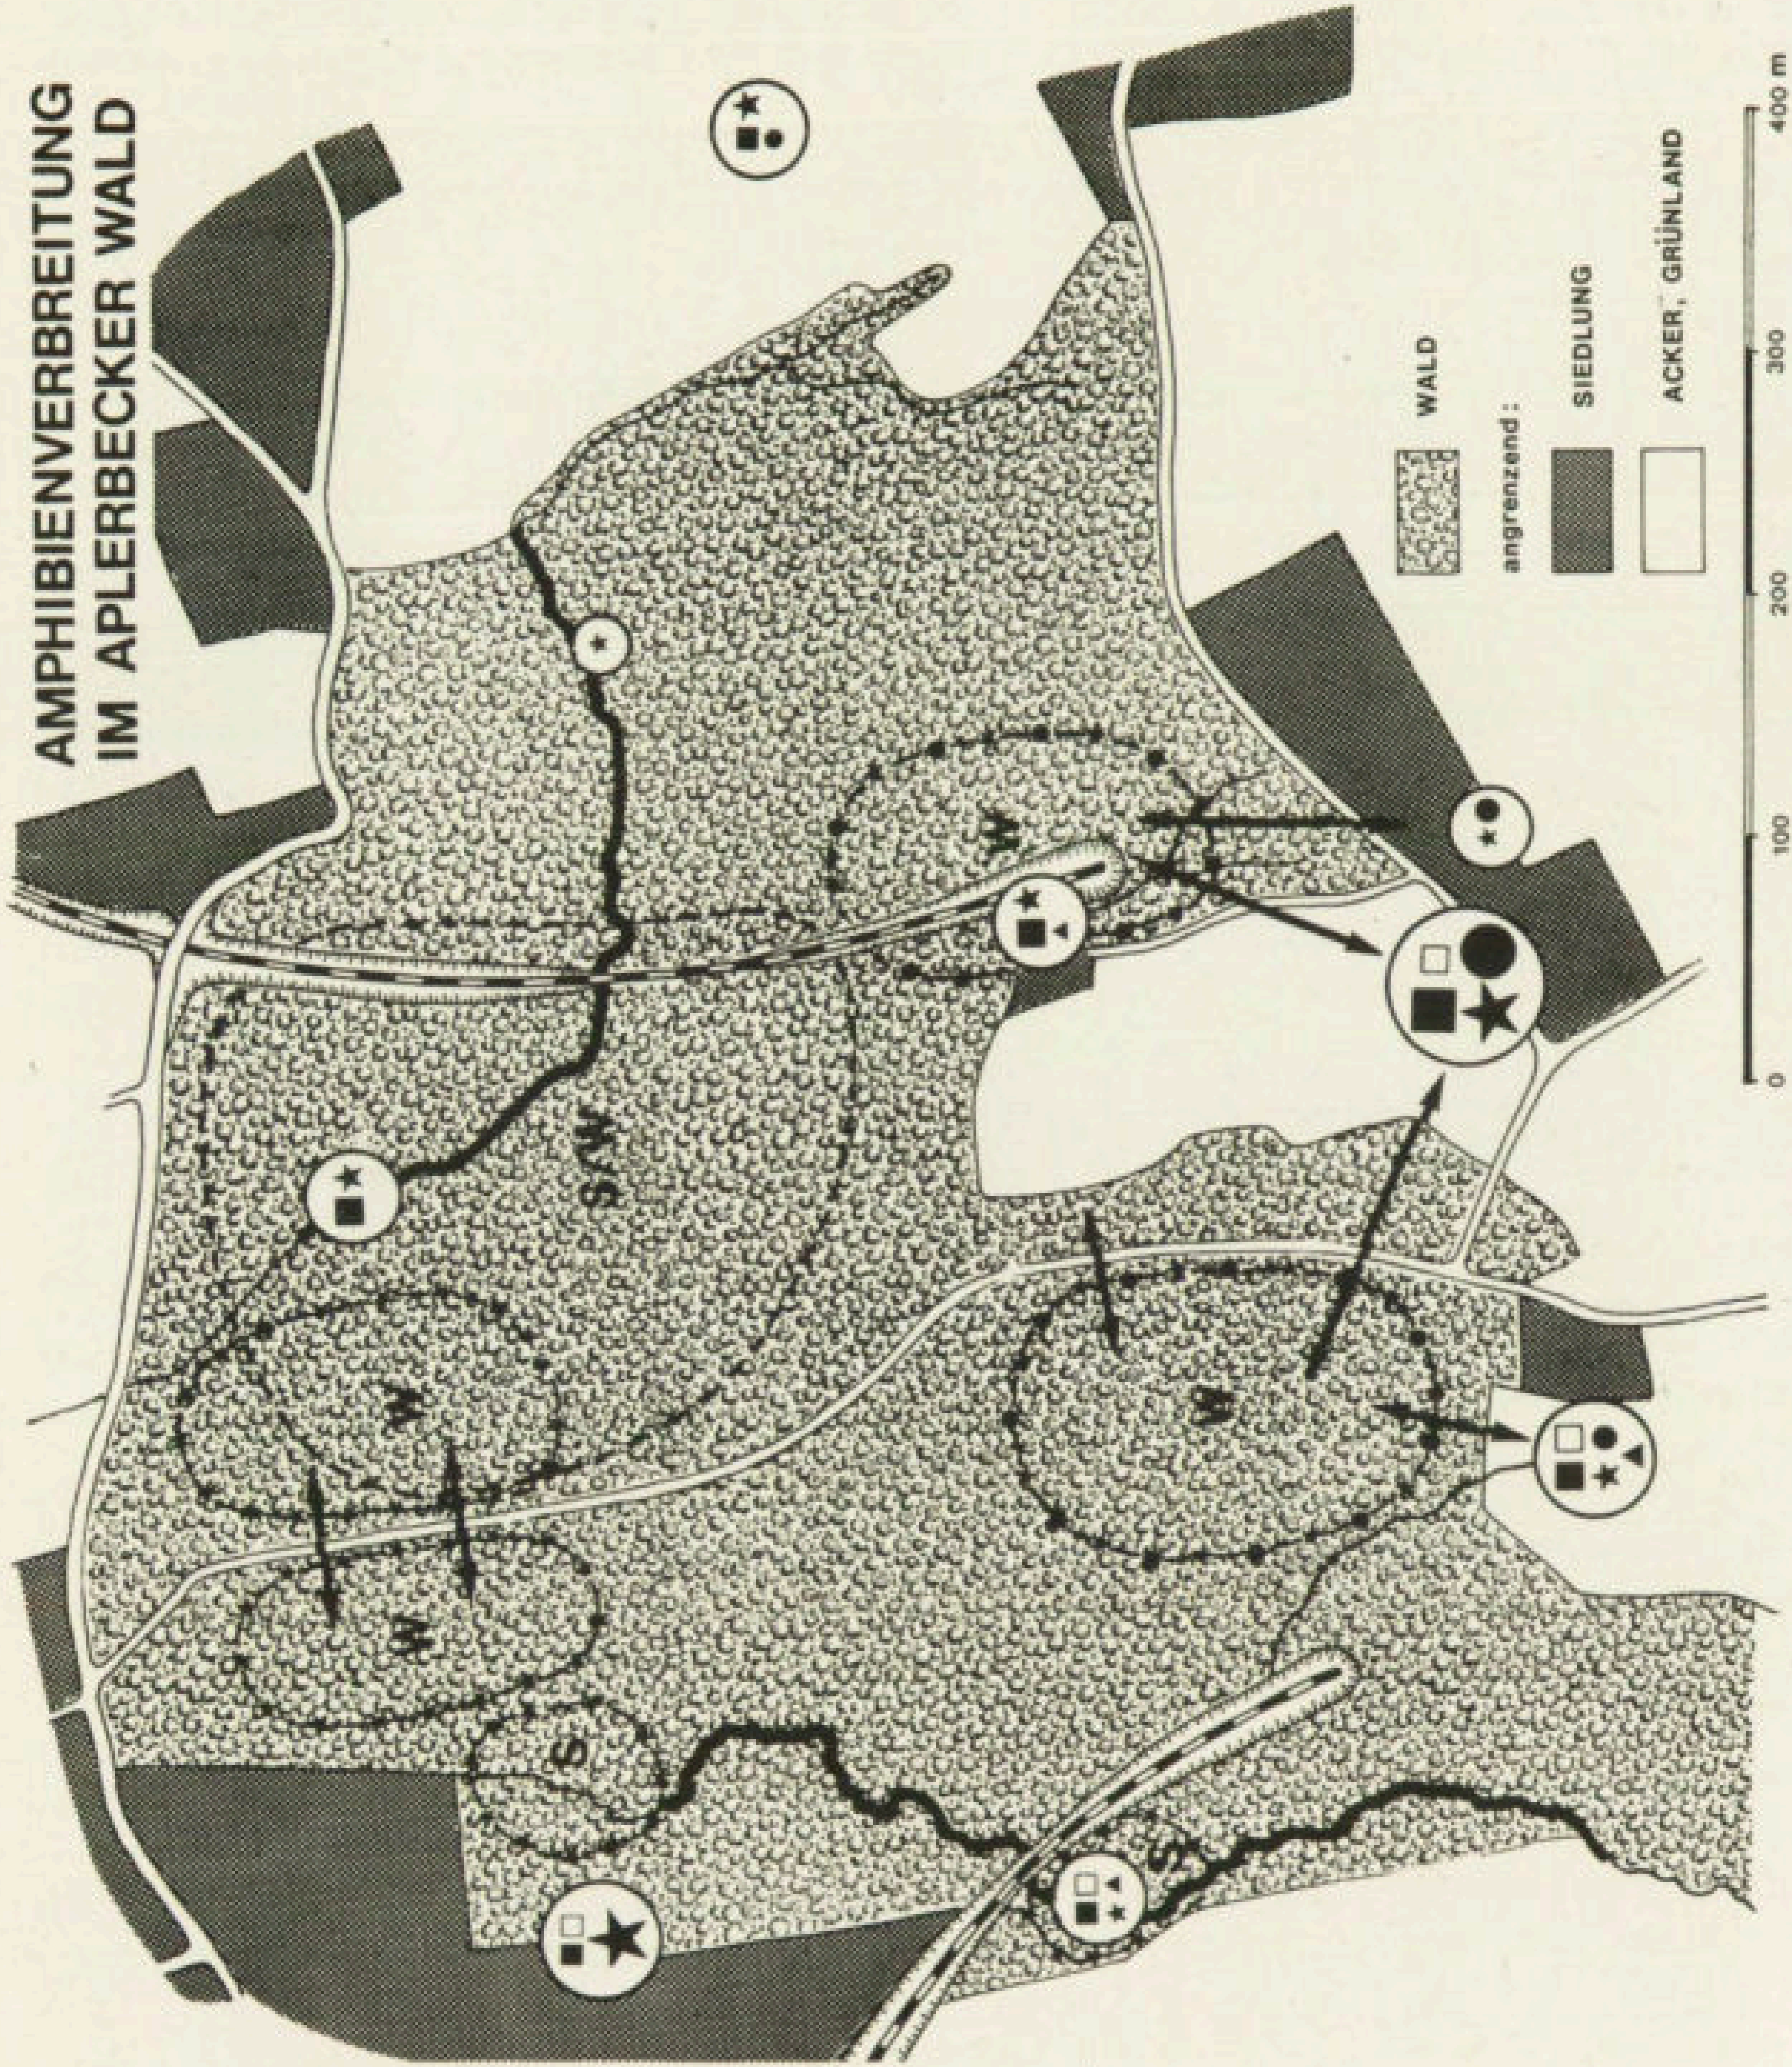 AMPHIBIENVERBREITUNG
IM APLERBECKER WALD
S
W
W
S/W
W
W
S
WALD
angrenzend:
SIEDLUNG
ACKER, GRÜNLAND
0 100 200 300 400 m